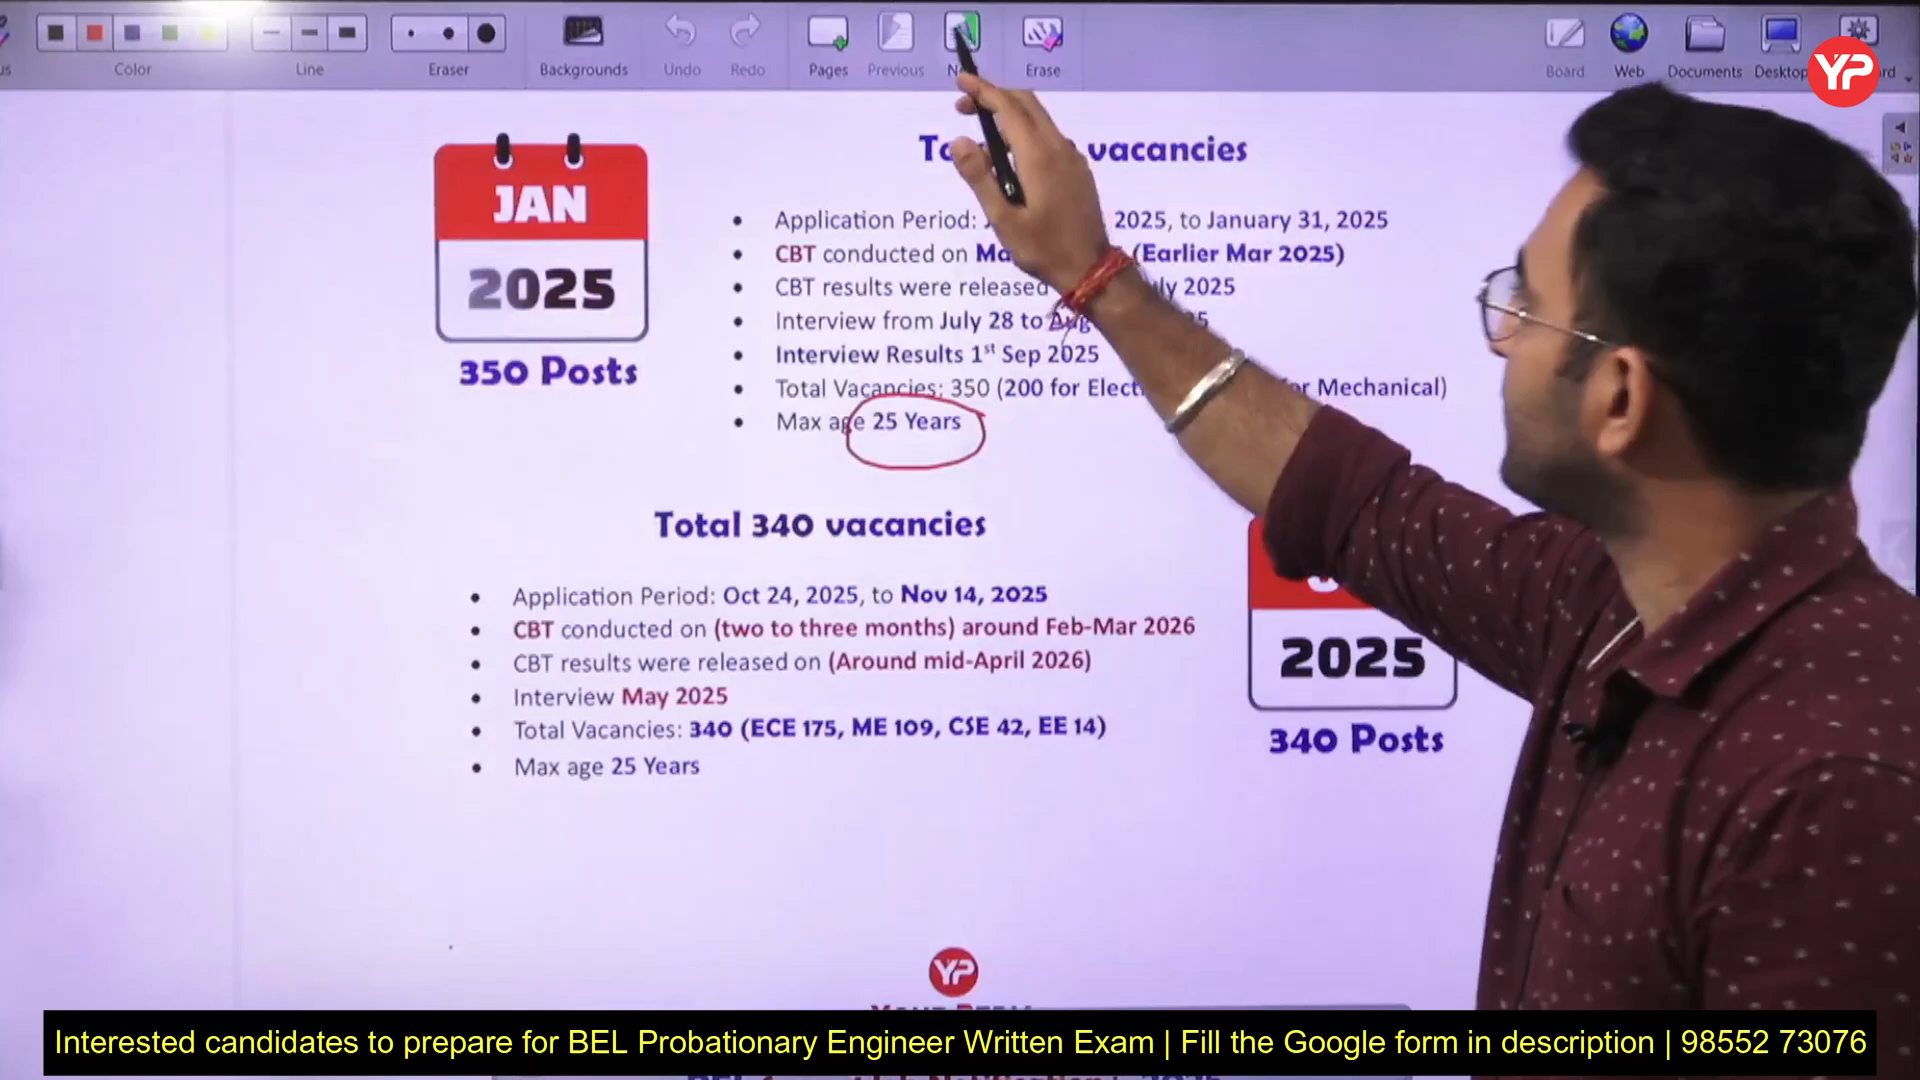 Color
Line
Eraser
Backgrounds
Undo
Redo
Pages
Previous
Erase
Board
Web
Documents
Desktop
YP
JAN
2025
350 Posts
vacancies
Application Period: 2025, to January 31, 2025
CBT conducted on (Earlier Mar 2025)
CBT results were released 2025
Interview from July 28 to
Interview Results 1st Sep 2025
Total Vacancies: 350 (200 for Mechanical)
Max age 25 Years
Total 340 vacancies
Application Period: Oct 24, 2025, to Nov 14, 2025
CBT conducted on (two to three months) around Feb-Mar 2026
CBT results were released on (Around mid-April 2026)
Interview May 2025
Total Vacancies: 340 (ECE 175, ME 109, CSE 42, EE 14)
Max age 25 Years
2025
340 Posts
YP
Interested candidates to prepare for BEL Probationary Engineer Written Exam | Fill the Google form in description | 98552 73076